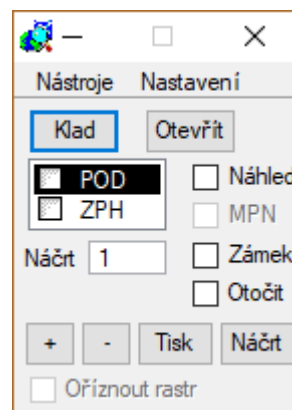 Nástroje Nastavení
Klad Otevřít
POD
ZPH
Náhled
MPN
Náčrt 1
Zámek
Otočit
+ - Tisk Náčrt
Oříznout rastr